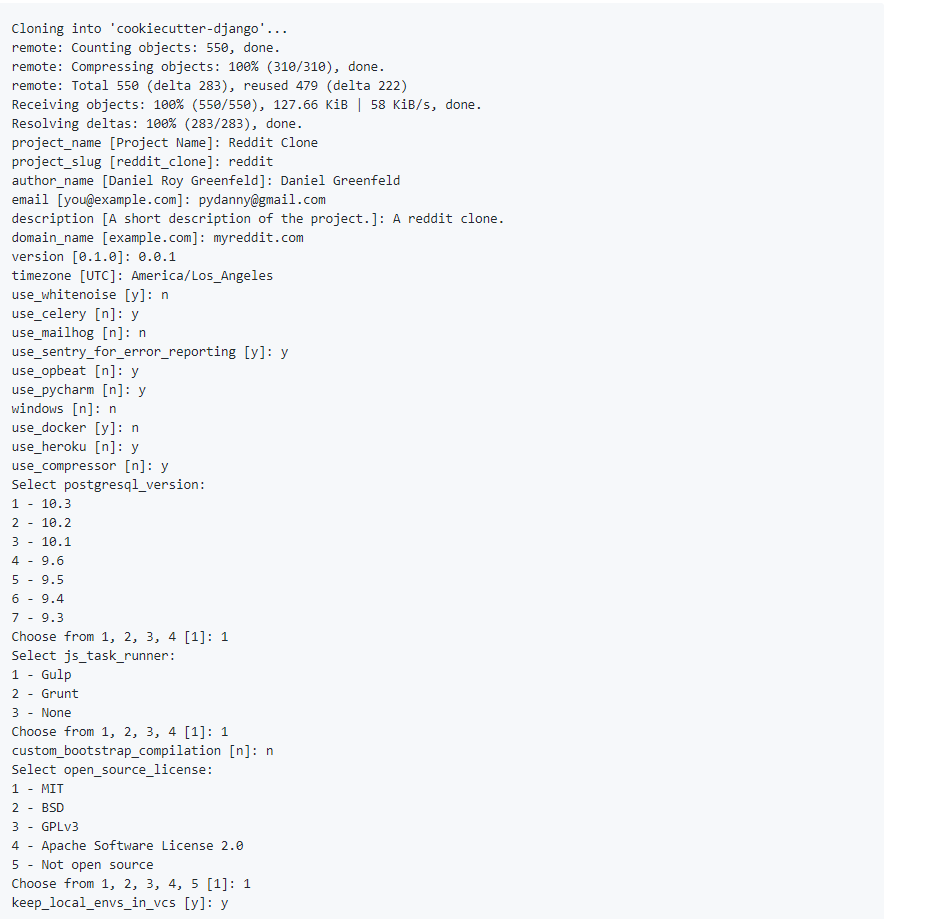 Cloning into 'cookiecutter-django'...
remote: Counting objects: 550, done.
remote: Compressing objects: 100% (310/310), done.
remote: Total 550 (delta 283), reused 479 (delta 222)
Receiving objects: 100% (550/550), 127.66 KiB | 58 KiB/s, done.
Resolving deltas: 100% (283/283), done.
project_name [Project Name]: Reddit Clone
project_slug [reddit_clone]: reddit
author_name [Daniel Roy Greenfeld]: Daniel Greenfeld
email [you@example.com]: pydanny@gmail.com
description [A short description of the project.]: A reddit clone.
domain_name [example.com]: myreddit.com
version [0.1.0]: 0.0.1
timezone [UTC]: America/Los_Angeles
use_whitenoise [y]: n
use_celery [n]: y
use_mailhog [n]: n
use_sentry_for_error_reporting [y]: y
use_opbeat [n]: y
use_pycharm [n]: y
windows [n]: n
use_docker [y]: n
use_heroku [n]: y
use_compressor [n]: y
Select postgresql_version:
1 - 10.3
2 - 10.2
3 - 10.1
4 - 9.6
5 - 9.5
6 - 9.4
7 - 9.3
Choose from 1, 2, 3, 4 [1]: 1
Select js_task_runner:
1 - Gulp
2 - Grunt
3 - None
Choose from 1, 2, 3, 4 [1]: 1
custom_bootstrap_compilation [n]: n
Select open_source_license:
1 - MIT
2 - BSD
3 - GPLv3
4 - Apache Software License 2.0
5 - Not open source
Choose from 1, 2, 3, 4, 5 [1]: 1
keep_local_envs_in_vcs [y]: y